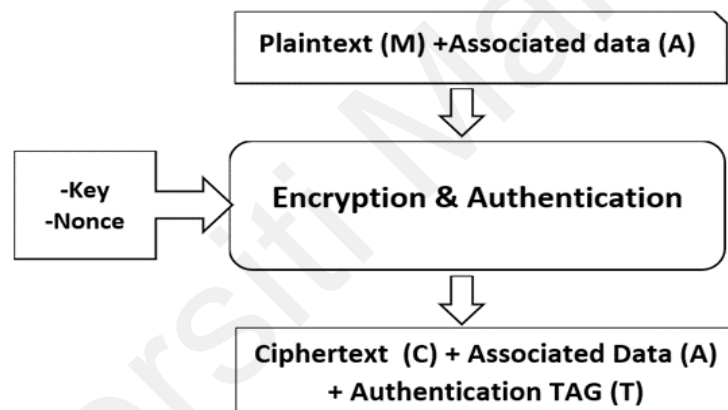 Plaintext (M) +Associated data (A)
-Key
-Nonce
Encryption & Authentication
Ciphertext (C) + Associated Data (A)
+ Authentication TAG (T)